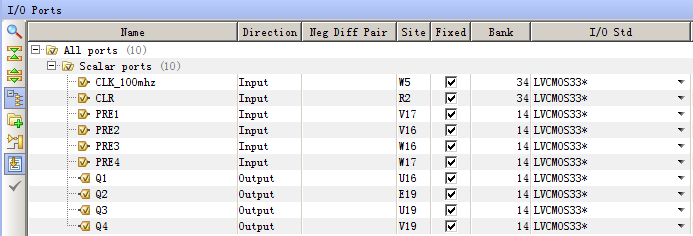 I/O Ports
Name Direction Neg Diff Pair Site Fixed Bank I/O Std
All ports (10)
Scalar ports (10)
CLK_100mhz Input W5 34 LVCMOS33*
CLR Input R2 34 LVCMOS33*
PRE1 Input V17 14 LVCMOS33*
PRE2 Input V16 14 LVCMOS33*
PRE3 Input W16 14 LVCMOS33*
PRE4 Input W17 14 LVCMOS33*
Q1 Output U16 14 LVCMOS33*
Q2 Output E19 14 LVCMOS33*
Q3 Output U19 14 LVCMOS33*
Q4 Output V19 14 LVCMOS33*